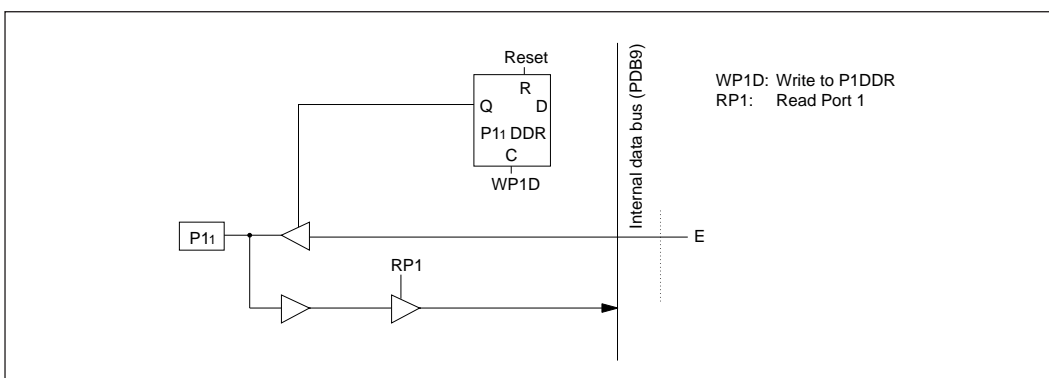 Reset
R
Q D
P1₁ DDR
C
WP1D
Internal data bus (PDB9)
WP1D: Write to P1DDR
RP1: Read Port 1
P1₁
E
RP1